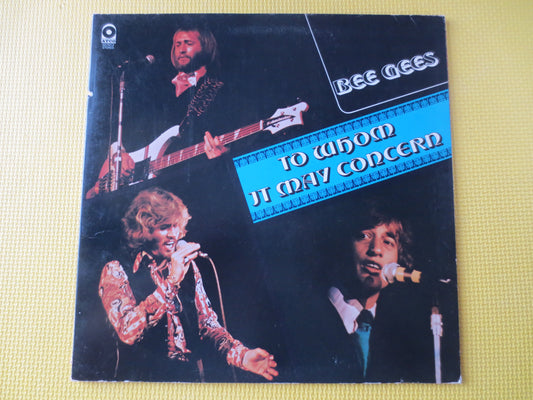 BEE GEES
TO WHOM
IT MAY CONCERN